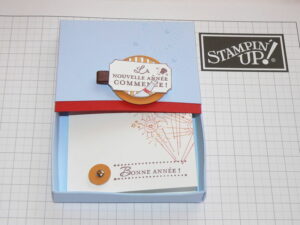 La
NOUVELLE ANNÉE
COMMENCE !
STAMPIN'
UP!
BONNE ANNÉE !